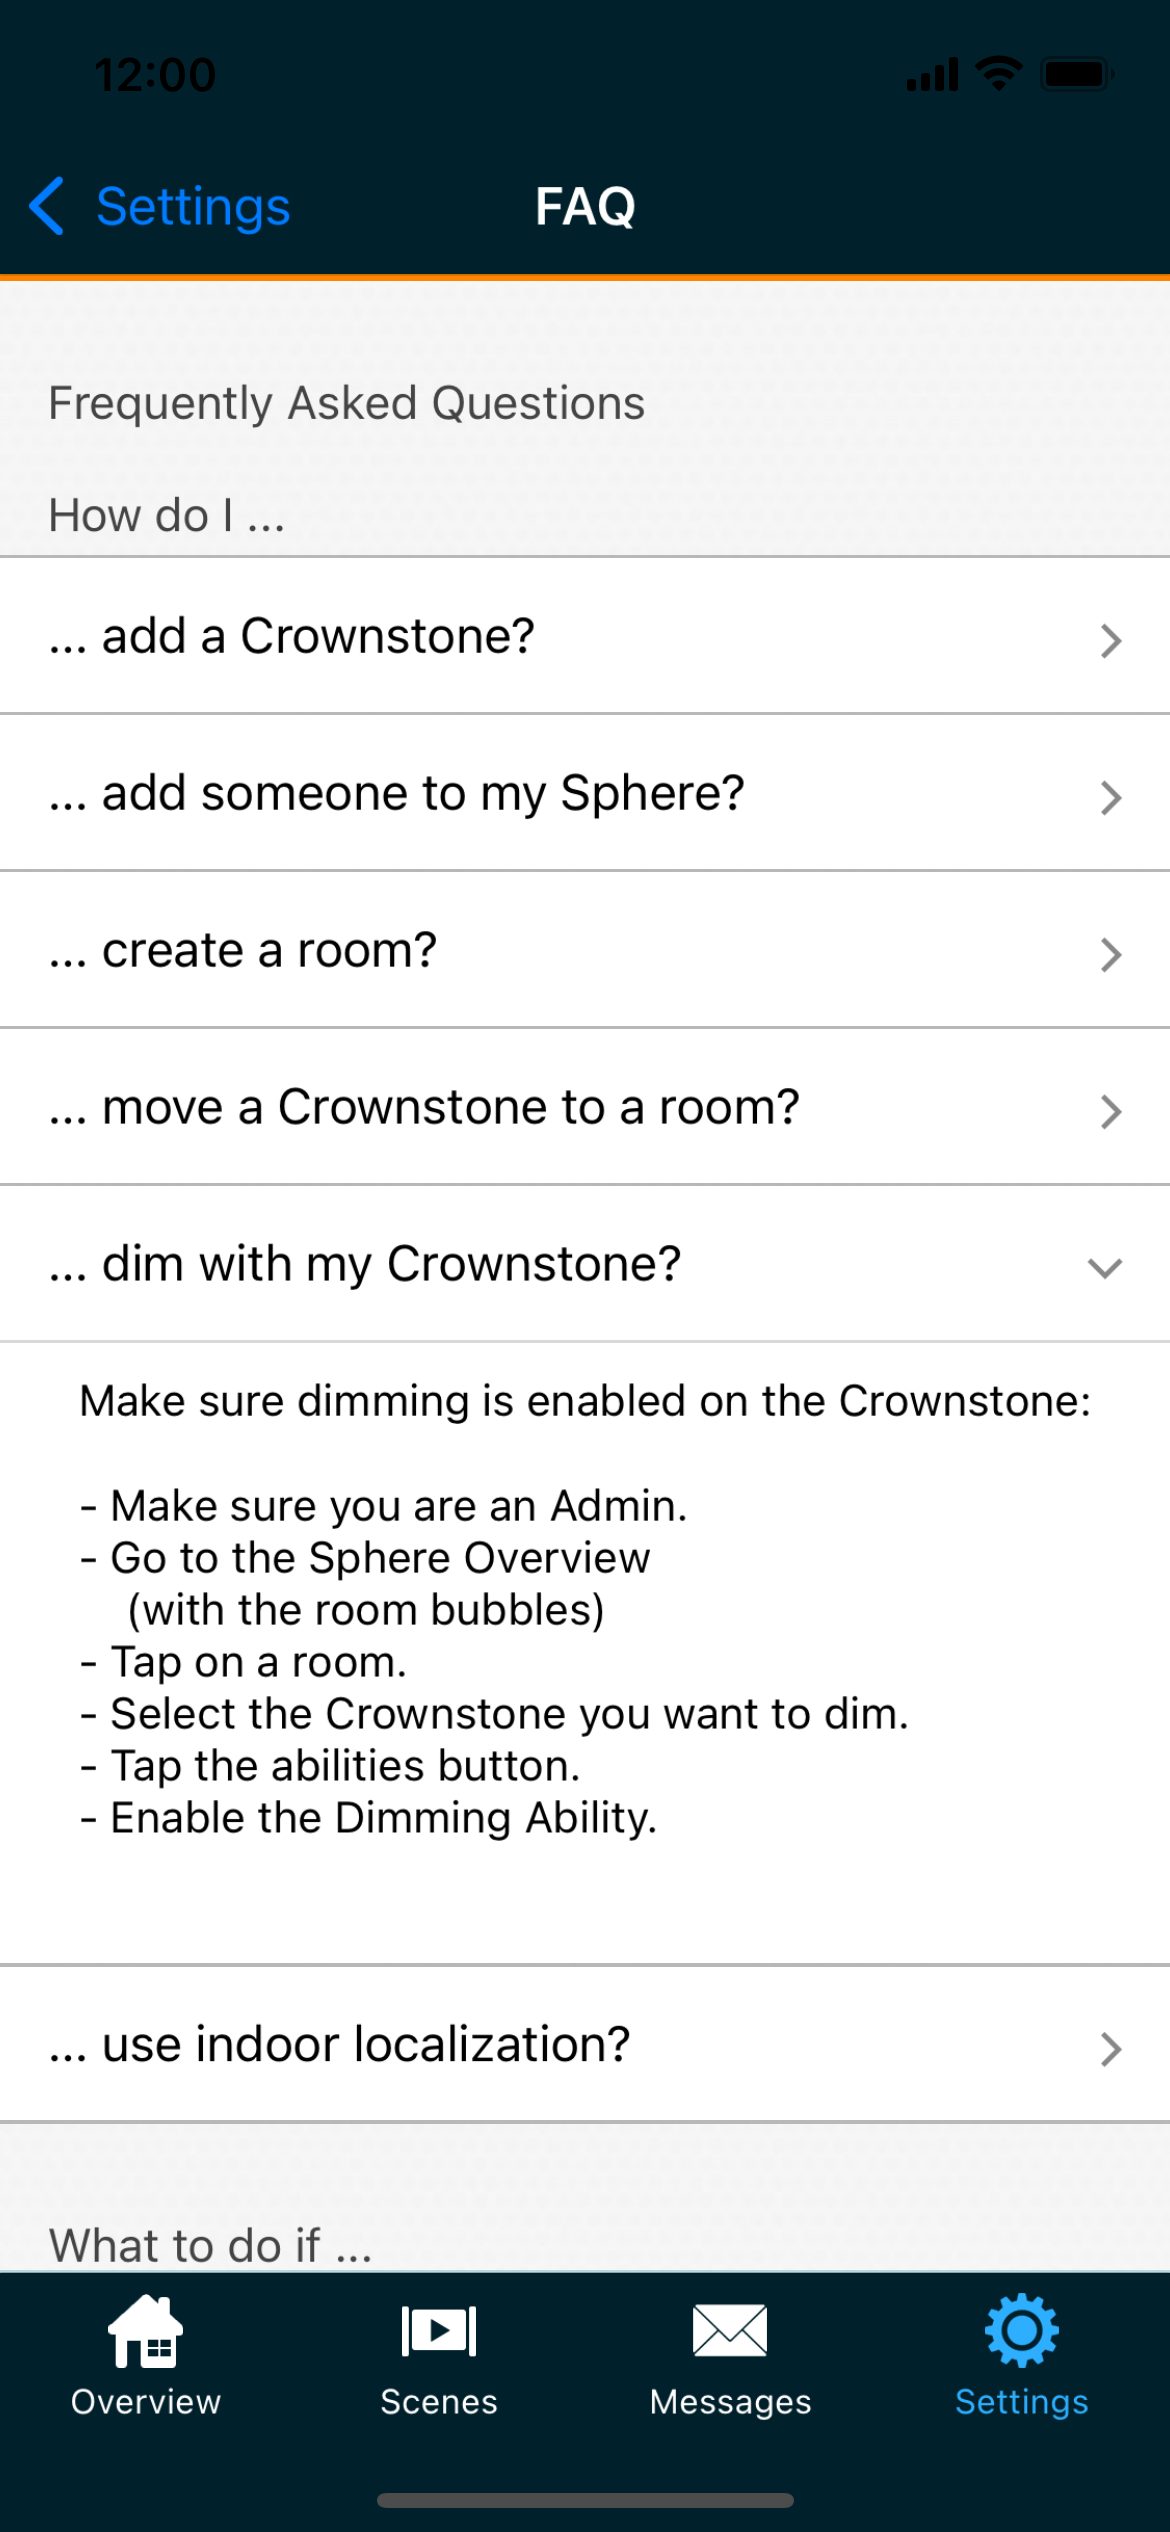 12:00
Settings
FAQ
Frequently Asked Questions
How do I ...
... add a Crownstone?
... add someone to my Sphere?
... create a room?
... move a Crownstone to a room?
... dim with my Crownstone?
Make sure dimming is enabled on the Crownstone:
- Make sure you are an Admin.
- Go to the Sphere Overview
(with the room bubbles)
- Tap on a room.
- Select the Crownstone you want to dim.
- Tap the abilities button.
- Enable the Dimming Ability.
... use indoor localization?
What to do if ...
Overview
Scenes
Messages
Settings